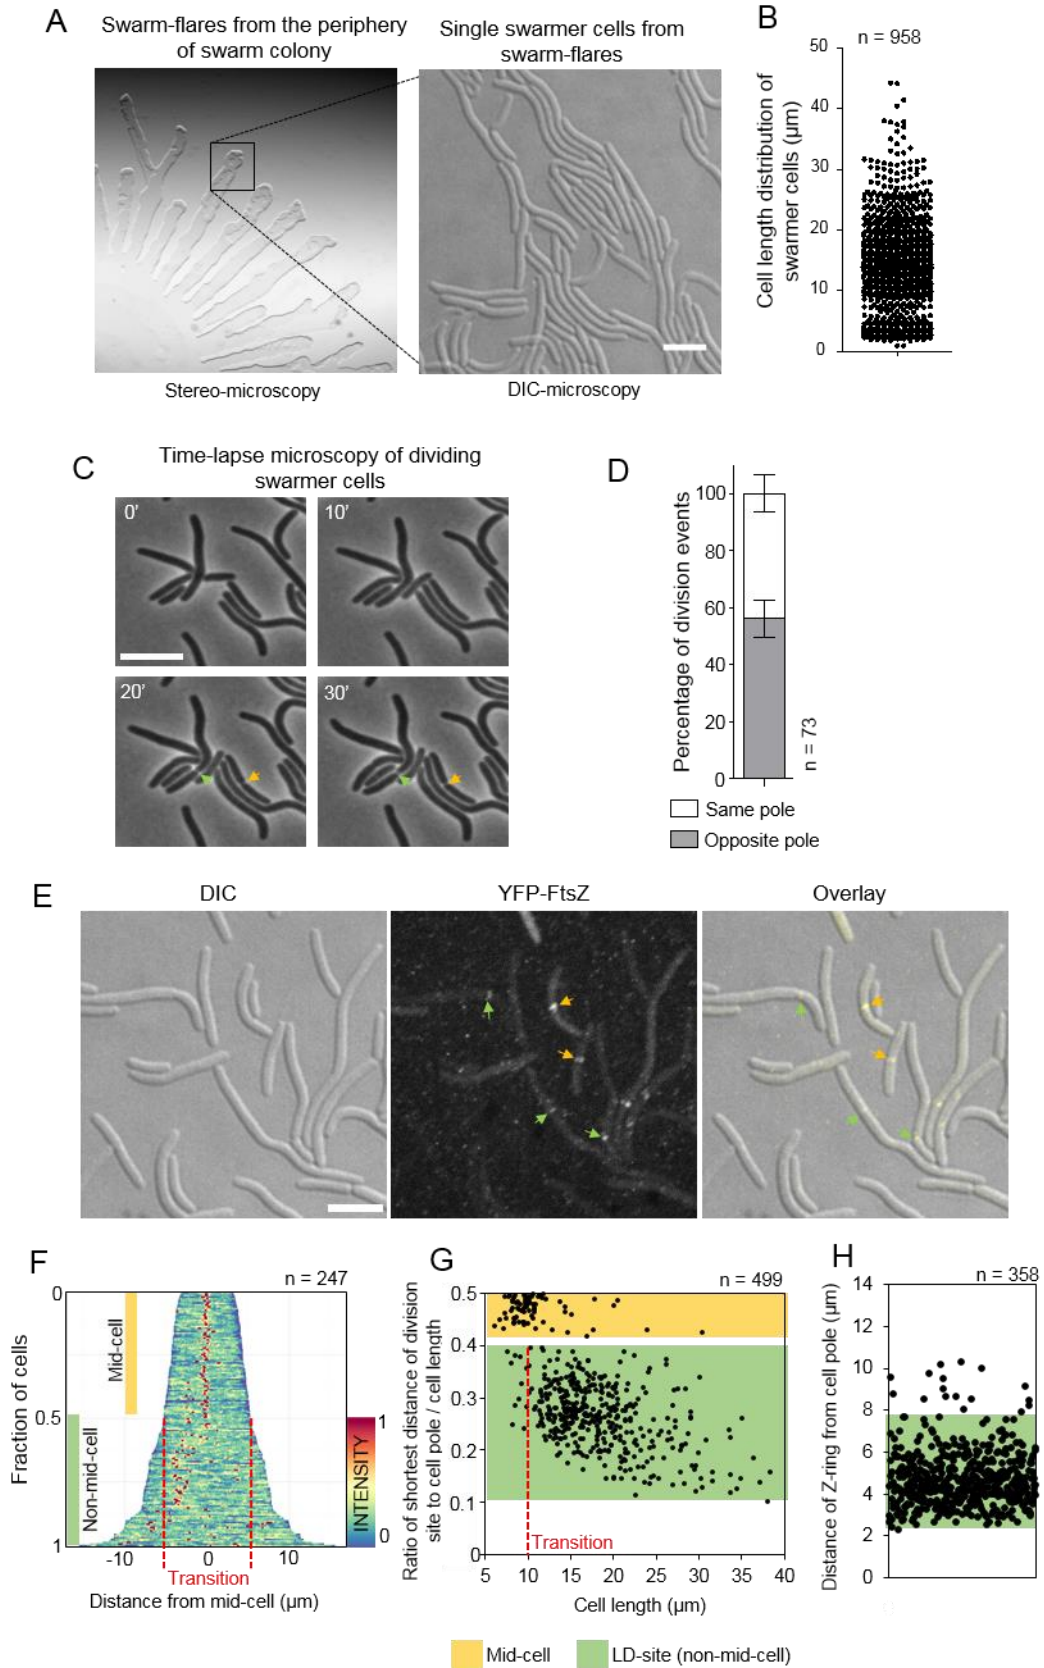 A
Swarm-flares from the periphery
of swarm colony
Single swarmer cells from
swarm-flares
Stereo-microscopy
DIC-microscopy
B
n = 958
Cell length distribution of
swarmer cells (µm)
50
40
30
20
10
0
C
Time-lapse microscopy of dividing
swarmer cells
0'
10'
20'
30'
D
Percentage of division events
100
80
60
40
20
0
n = 73
Same pole
Opposite pole
E
DIC
YFP-FtsZ
Overlay
F
n = 247
Fraction of cells
0
0.5
1
Mid-cell
Non-mid-cell
INTENSITY
1
0
-10
0
10
Transition
Distance from mid-cell (µm)
G
n = 499
Ratio of shortest distance of division
site to cell pole / cell length
0.5
0.4
0.3
0.2
0.1
0
Transition
5
10
15
20
25
30
35
40
Cell length (µm)
H
n = 358
Distance of Z-ring from cell pole (µm)
14
12
10
8
6
4
2
0
Mid-cell
LD-site (non-mid-cell)